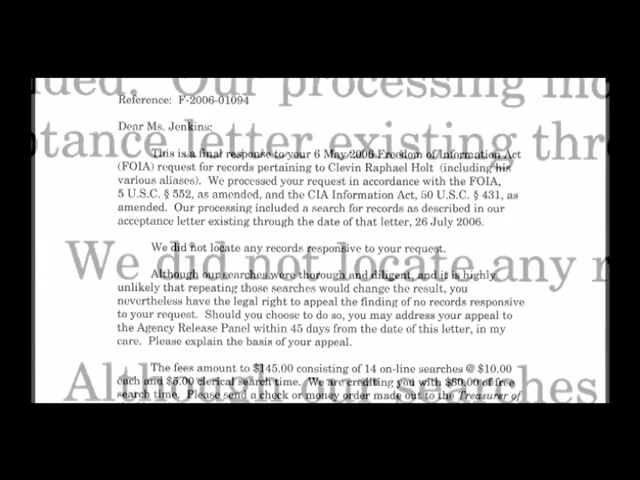 ded. Our processing inc
Reference: F-2006-01094
Dear Ms. Jenkins:
ptance letter existing thr
This is a final response to your 6 May 2006 Freedom of Information Act
(FOIA) request for records pertaining to Clevin Raphael Holt (including his
various aliases). We processed your request in accordance with the FOIA,
5 U.S.C. § 552, as amended, and the CIA Information Act, 50 U.S.C. § 431, as
amended. Our processing included a search for records as described in our
acceptance letter existing through the date of that letter, 26 July 2006.
We did not locate any records responsive to your request.
We did not locate any r
Although our searches were thorough and diligent, and it is highly
unlikely that repeating those searches would change the result, you
nevertheless have the legal right to appeal the finding of no records responsive
to your request. Should you choose to do so, you may address your appeal to
the Agency Release Panel within 45 days from the date of this letter, in my
care. Please explain the basis of your appeal.
The fees amount to $145.00 consisting of 14 on-line searches @ $10.00
each and $5.00 clerical search time. We are crediting you with $80.00 of free
Although our searches
search time. Please send a check or money order made out to the Treasurer of